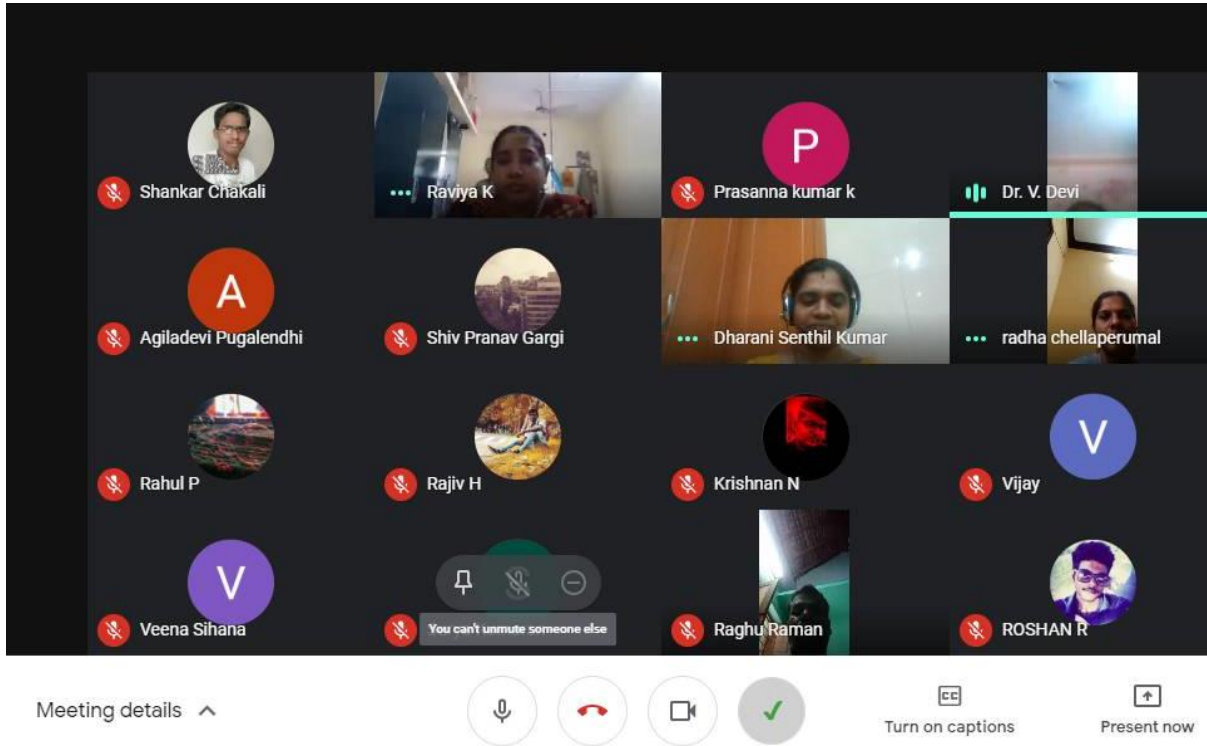 Shankar Chakali
Raviya K
P
Prasanna kumar k
Dr. V. Devi
A
Agiladevi Pugalendhi
Shiv Pranav Gargi
Dharani Senthil Kumar
radha chellaperumal
Rahul P
Rajiv H
Krishnan N
V
Vijay
V
Veena Sihana
You can't unmute someone else
Raghu Raman
ROSHAN R
Meeting details
CC
Turn on captions
Present now